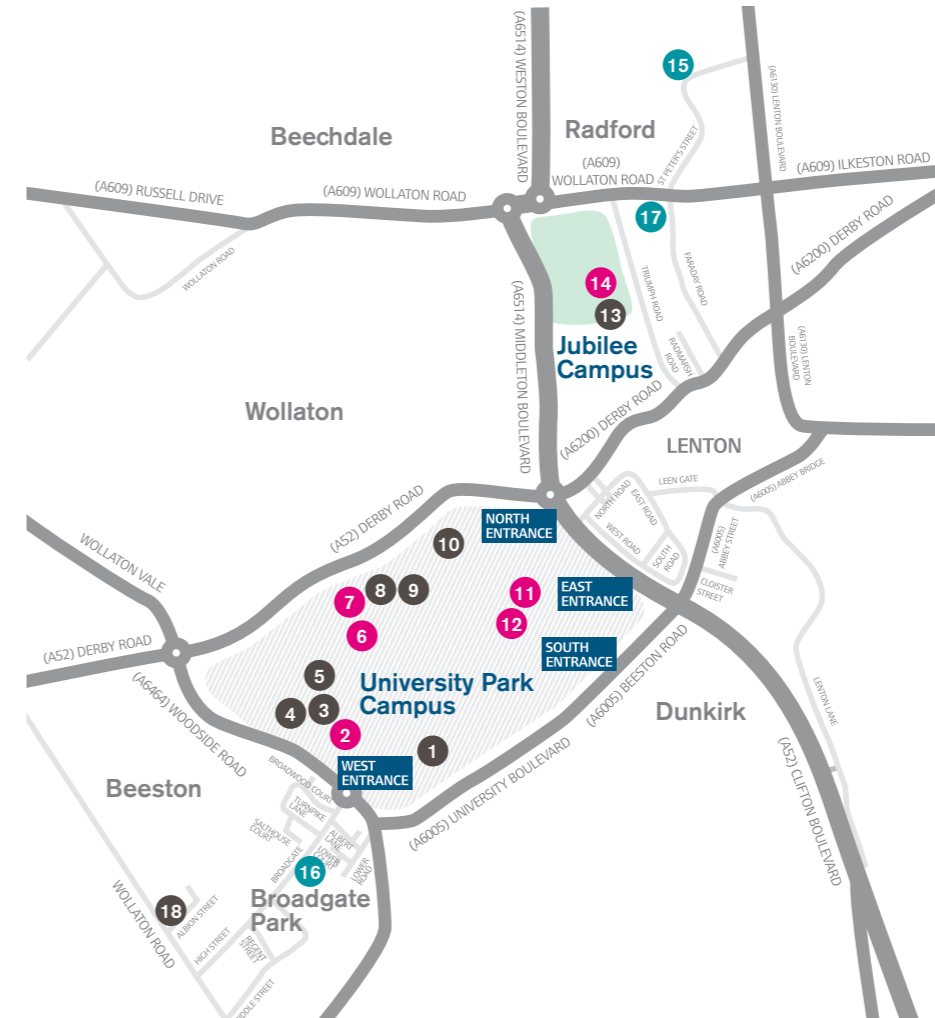 (A6514) WESTON BOULEVARD
15
(A6130) LENTON BOULEVARD
Beechdale
Radford
ST PETER'S STREET
(A609)
WOLLATON ROAD
(A609) ILKESTON ROAD
(A609) RUSSELL DRIVE
(A609) WOLLATON ROAD
17
(A6200) DERBY ROAD
WOLLATON ROAD
FARADAY ROAD
TRIUMPH ROAD
14
13
(A6514) MIDDLETON BOULEVARD
Jubilee
Campus
RADMARSH
ROAD
(A6130) LENTON
BOULEVARD
Wollaton
(A6200) DERBY ROAD
LENTON
LEEN GATE
(A6005) ABBEY BRIDGE
NORTH ROAD
EAST ROAD
WEST ROAD
SOUTH
ROAD
(A6005)
ABBEY STREET
CLOISTER
STREET
(A52) DERBY ROAD
NORTH
ENTRANCE
10
WOLLATON VALE
7
8
9
11
EAST
ENTRANCE
12
6
(A52) DERBY ROAD
SOUTH
ENTRANCE
5
University Park
Campus
(A6005) BEESTON ROAD
LENTON LANE
4
3
Dunkirk
2
1
(A6464) WOODSIDE ROAD
WEST
ENTRANCE
(A52) CLIFTON BOULEVARD
(A6005) UNIVERSITY BOULEVARD
Beeston
BROADWOOD COURT
TURNPIKE
LANE
SALTHOUSE
COURT
ALBERT
LANE
LOWER
COURT
LOWER
ROAD
BROADGATE
16
Broadgate
Park
18
ALBION STREET
WOLLATON ROAD
HIGH STREET
REGENT
STREET